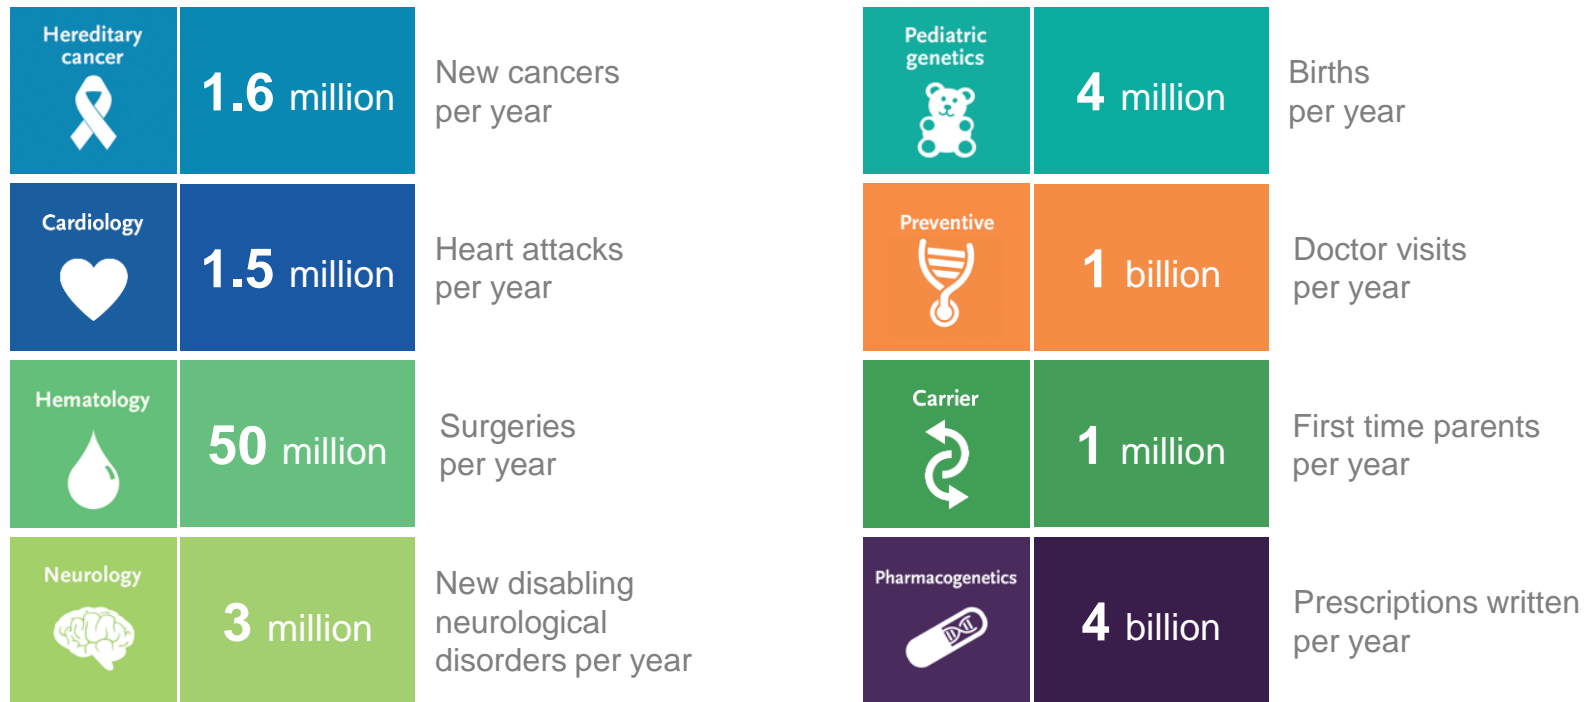 Hereditary
cancer
1.6 million
New cancers
per year
Cardiology
1.5 million
Heart attacks
per year
Hematology
50 million
Surgeries
per year
Neurology
3 million
New disabling
neurological
disorders per year
Pediatric
genetics
4 million
Births
per year
Preventive
1 billion
Doctor visits
per year
Carrier
1 million
First time parents
per year
Pharmacogenetics
4 billion
Prescriptions written
per year